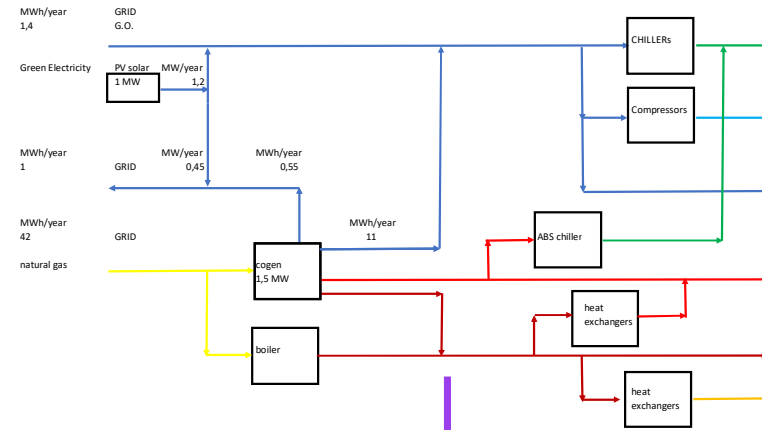 MWh/year GRID
1,4 G.O.
CHILLERs
Green Electricity PV solar MW/year
1 MW 1,2
Compressors
MWh/year MW/year MWh/year
1 GRID 0,45 0,55
MWh/year MWh/year
42 GRID 11
ABS chiller
natural gas cogen
1,5 MW
heat
exchangers
boiler
heat
exchangers